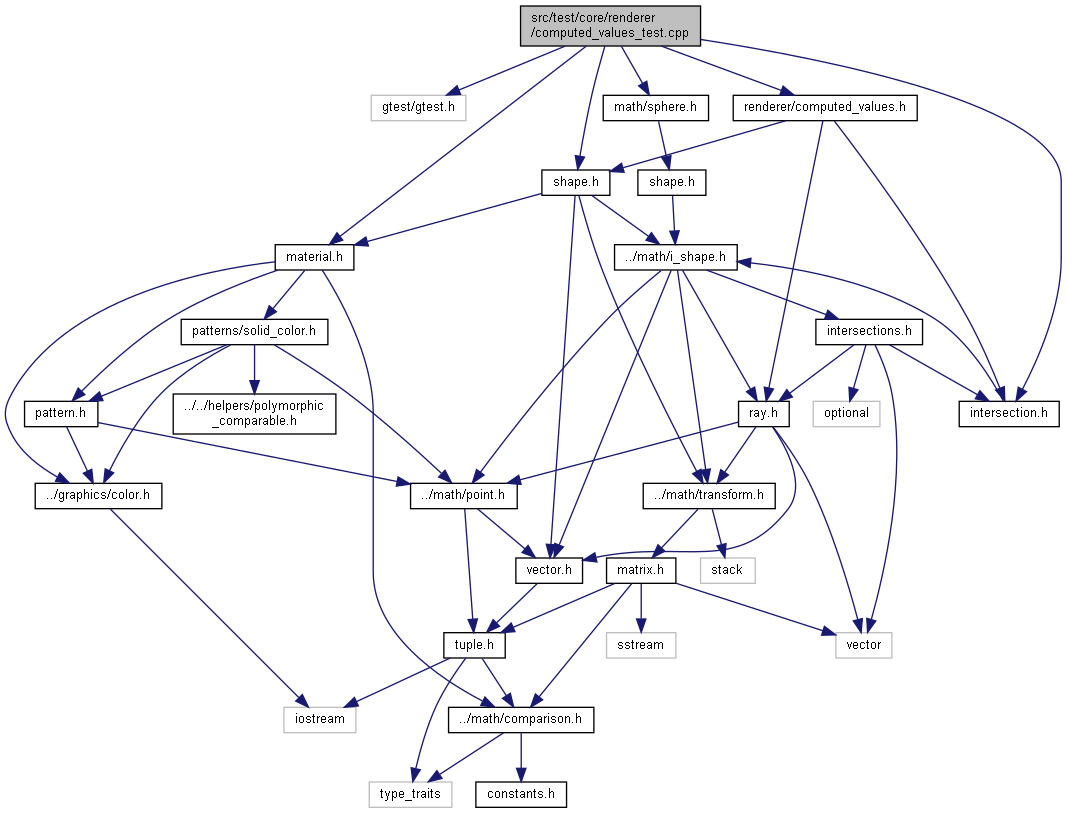 src/test/core/renderer
/computed_values_test.cpp
gtest/gtest.h
math/sphere.h
renderer/computed_values.h
shape.h
shape.h
material.h
../math/i_shape.h
patterns/solid_color.h
intersections.h
pattern.h
../../helpers/polymorphic
_comparable.h
ray.h
optional
intersection.h
../graphics/color.h
../math/point.h
../math/transform.h
vector.h
matrix.h
stack
tuple.h
sstream
vector
iostream
../math/comparison.h
type_traits
constants.h